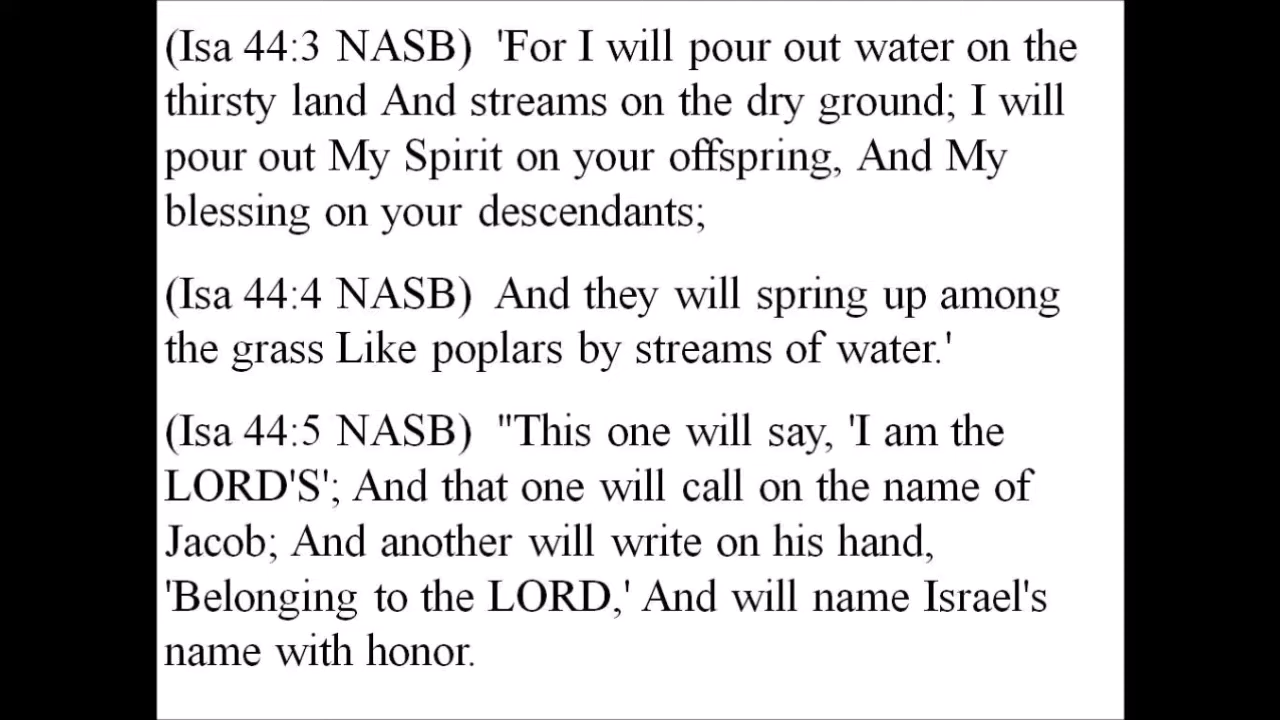 (Isa 44:3 NASB)  'For I will pour out water on the
thirsty land And streams on the dry ground; I will
pour out My Spirit on your offspring, And My
blessing on your descendants;
(Isa 44:4 NASB)  And they will spring up among
the grass Like poplars by streams of water.'
(Isa 44:5 NASB)  "This one will say, 'I am the
LORD'S'; And that one will call on the name of
Jacob; And another will write on his hand,
'Belonging to the LORD,' And will name Israel's
name with honor.